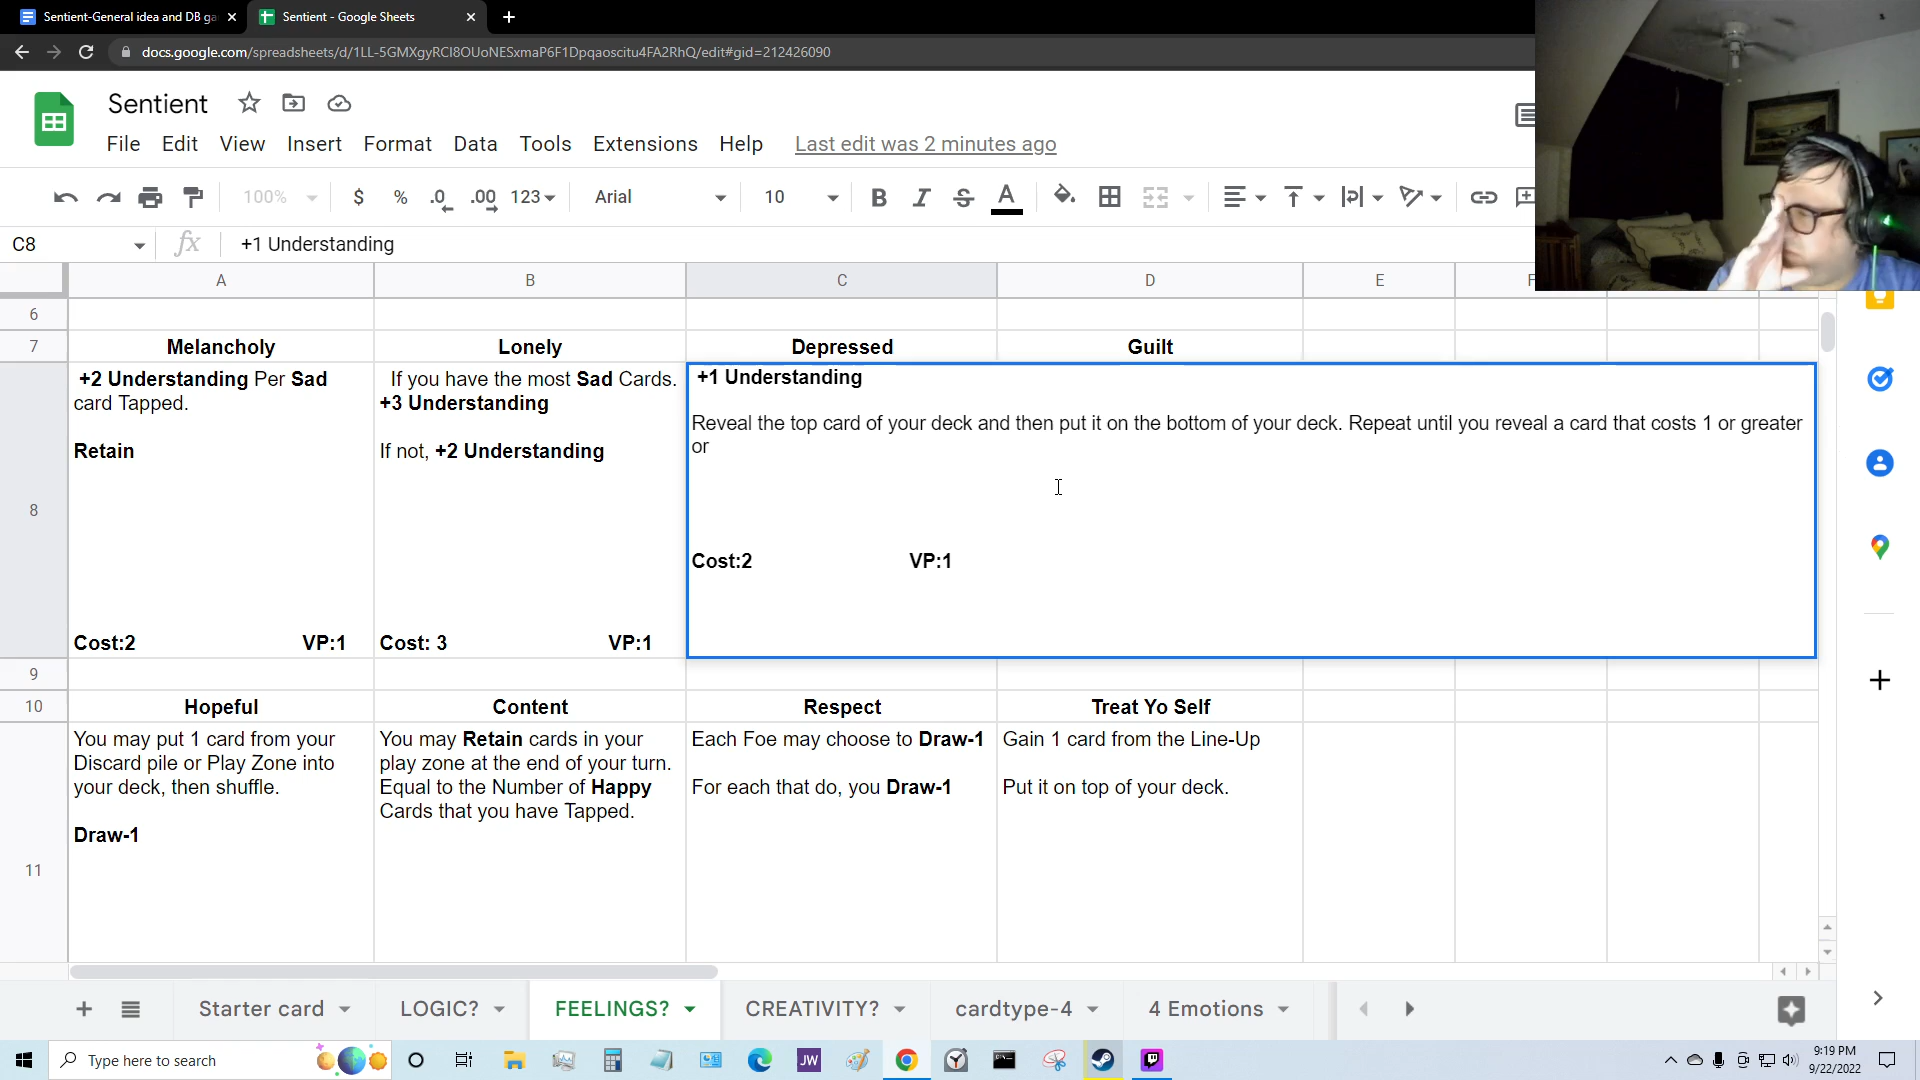 Sentient-General idea and DB ga
Sentient - Google Sheets
docs.google.com/spreadsheets/d/1LL-5GMXgyRCI8OUoNESxmaP6F1Dpqaoscitu4FA2RhQ/edit#gid=212426090
Sentient
File Edit View Insert Format Data Tools Extensions Help Last edit was 2 minutes ago
100% $ % .0 .00 123 Arial 10 B I S A
C8 fx +1 Understanding
A B C D E F
6
7 Melancholy Lonely Depressed Guilt
8
+2 Understanding Per Sad
card Tapped.
Retain
Cost:2 VP:1
If you have the most Sad Cards.
+3 Understanding
If not, +2 Understanding
Cost: 3 VP:1
+1 Understanding
Reveal the top card of your deck and then put it on the bottom of your deck. Repeat until you reveal a card that costs 1 or greater
or
Cost:2 VP:1
9
10 Hopeful Content Respect Treat Yo Self
11
You may put 1 card from your
Discard pile or Play Zone into
your deck, then shuffle.
Draw-1
You may Retain cards in your
play zone at the end of your turn.
Equal to the Number of Happy
Cards that you have Tapped.
Each Foe may choose to Draw-1
For each that do, you Draw-1
Gain 1 card from the Line-Up
Put it on top of your deck.
Starter card LOGIC? FEELINGS? CREATIVITY? cardtype-4 4 Emotions
Type here to search
JW
9:19 PM
9/22/2022